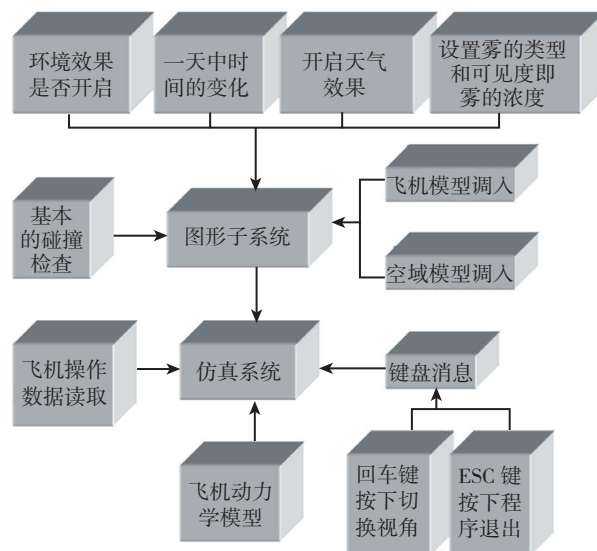 环境效果
是否开启
一天中时
间的变化
开启天气
效果
设置雾的类型
和可见度即
雾的浓度
飞机模型调入
基本
的碰撞
检查
图形子系统
空域模型调入
飞机操作
数据读取
仿真系统
键盘消息
飞机动力
学模型
回车键
按下切
换视角
ESC 键
按下程
序退出